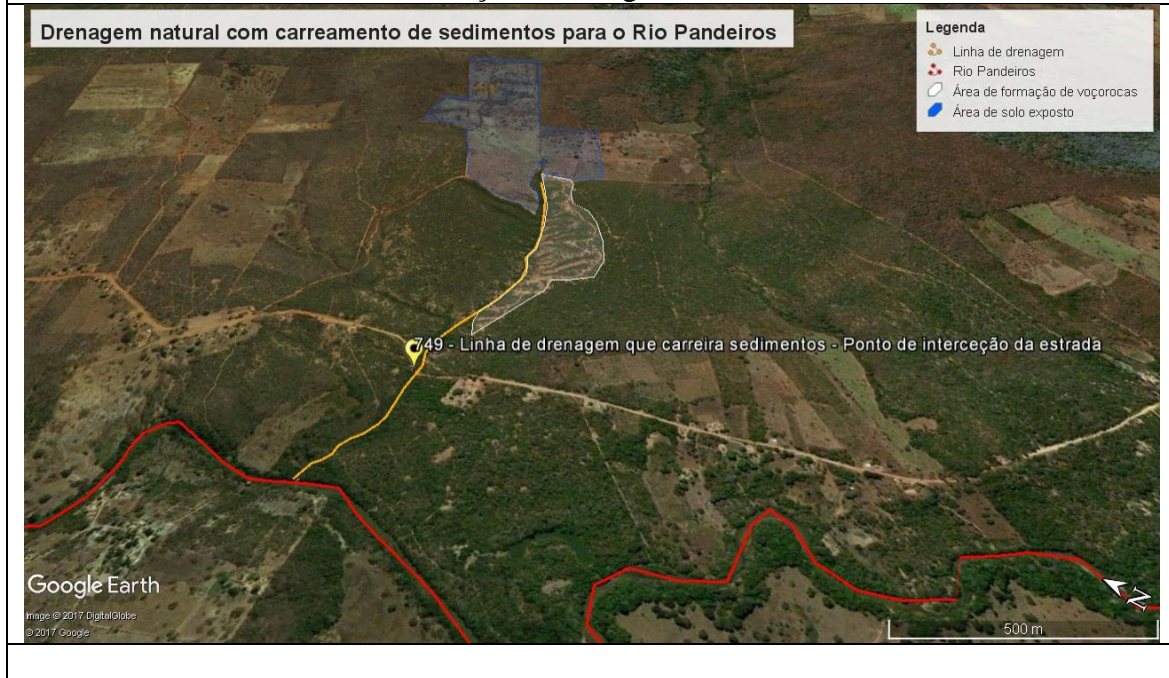 Drenagem natural com carreamento de sedimentos para o Rio Pandeiros
Legenda
Linha de drenagem
Rio Pandeiros
Área de formação de voçorocas
Área de solo exposto
749 - Linha de drenagem que carreira sedimentos - Ponto de interceção da estrada
Google Earth
Image © 2017 DigitalGlobe
© 2017 Google
N
500 m